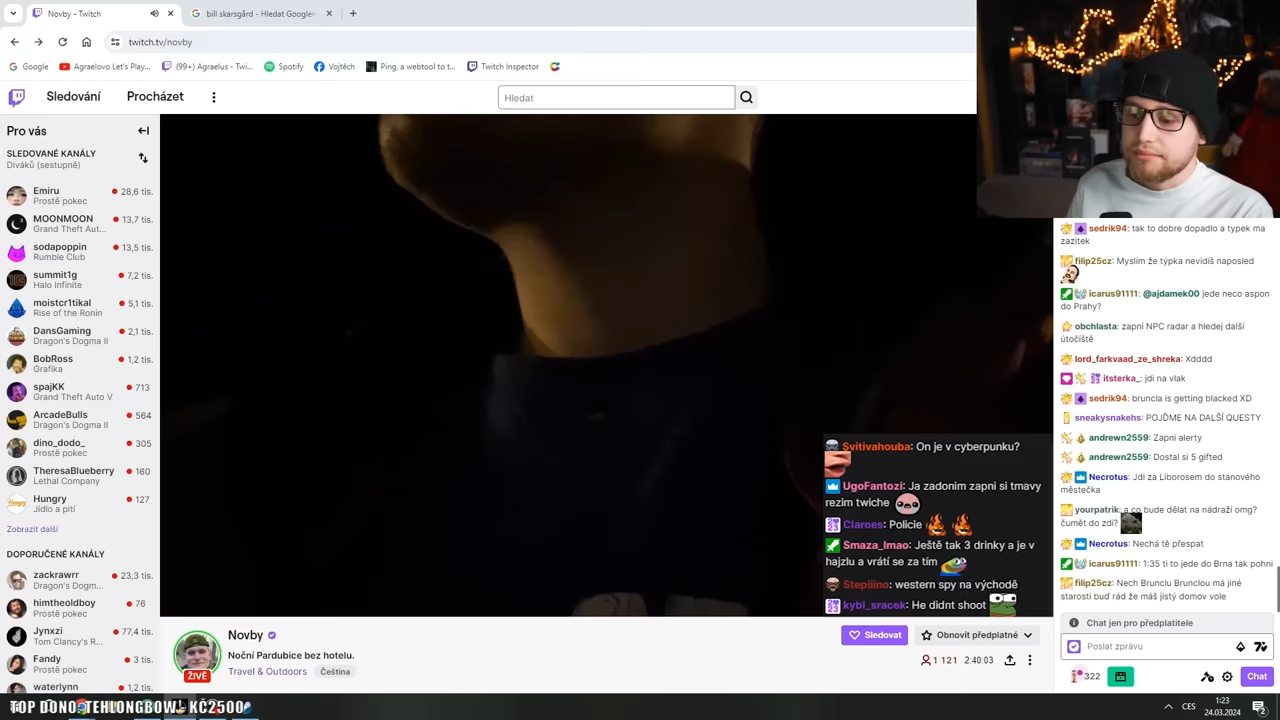 Novby - Twitch
bill skarsgård - Hledat Google
twitch.tv/novby
Google
Agraelovo Let's Play...
(99+) Agraelus - Twi...
Spotify
Vojtěch
Ping, a webtool to t...
Twitch Inspector
Sledování
Procházet
Hledat
Pro vás
SLEDOVANÉ KANÁLY
Diváků (sestupně)
Emiru
28,6 tis.
Prostě pokec
MOONMOON
13,7 tis.
Grand Theft Aut...
sodapoppin
13,5 tis.
Rumble Club
summit1g
7,2 tis.
Halo Infinite
moistcr1tikal
5,1 tis.
Rise of the Ronin
DansGaming
2,1 tis.
Dragon's Dogma II
BobRoss
1,2 tis.
Grafika
spajKK
713
Grand Theft Auto V
ArcadeBulls
564
Dragon's Dogma II
dino_dodo_
305
Prostě pokec
TheresaBlueberry
160
Lethal Company
Hungry
127
Jídlo a pití
Zobrazit další
DOPORUČENÉ KANÁLY
zackrawrr
23,3 tis.
Dragon's Dogm...
himtheoldboy
76
Prostě pokec
Jynxzi
77,4 tis.
Tom Clancy's R...
Fandy
3 tis.
Prostě pokec
waterlynn
1,2 tis.
Svitivahouba: On je v cyberpunku?
UgoFantozi: Ja zadonim zapni si tmavy
rezim twiche
Claroes: Policie
Smaza_lmao: Ještě tak 3 drinky a je v
hajzlu a vrátí se za tím
Stepiiino: western spy na východě
kybl_sracek: He didnt shoot
Novby
Noční Pardubice bez hotelu.
Travel & Outdoors
Čeština
ŽIVĚ
Sledovat
Obnovit předplatné
1 121
2:40:03
sedrik94: tak to dobre dopadlo a typek ma
zazitek
filip25cz: Myslím že týpka nevidíš naposled
icarus91111: @ajdamek00 jede neco aspon
do Prahy?
obchlasta: zapni NPC radar a hledej další
útočiště
lord_farkvaad_ze_shreka: Xdddd
itsterka_: jdi na vlak
sedrik94: bruncla is getting blacked XD
sneakysnakehs: POJĎME NA DALŠÍ QUESTY
andrewn2559: Zapni alerty
andrewn2559: Dostal si 5 gifted
Necrotus: Jdi za Liborosem do stanového
městečka
yourpatrik: a co bude dělat na nádraží omg?
čumět do zdi?
Necrotus: Nechá tě přespat
icarus91111: 1:35 ti to jede do Brna tak pohni
filip25cz: Nech Brunclu Brunclou má jiné
starosti buď rád že máš jistý domov vole
Chat jen pro předplatitele
Poslat zprávu
322
Chat
TOP DONO: TEHLONGBOW - KČ2500
CES
1:23
24.03.2024
2